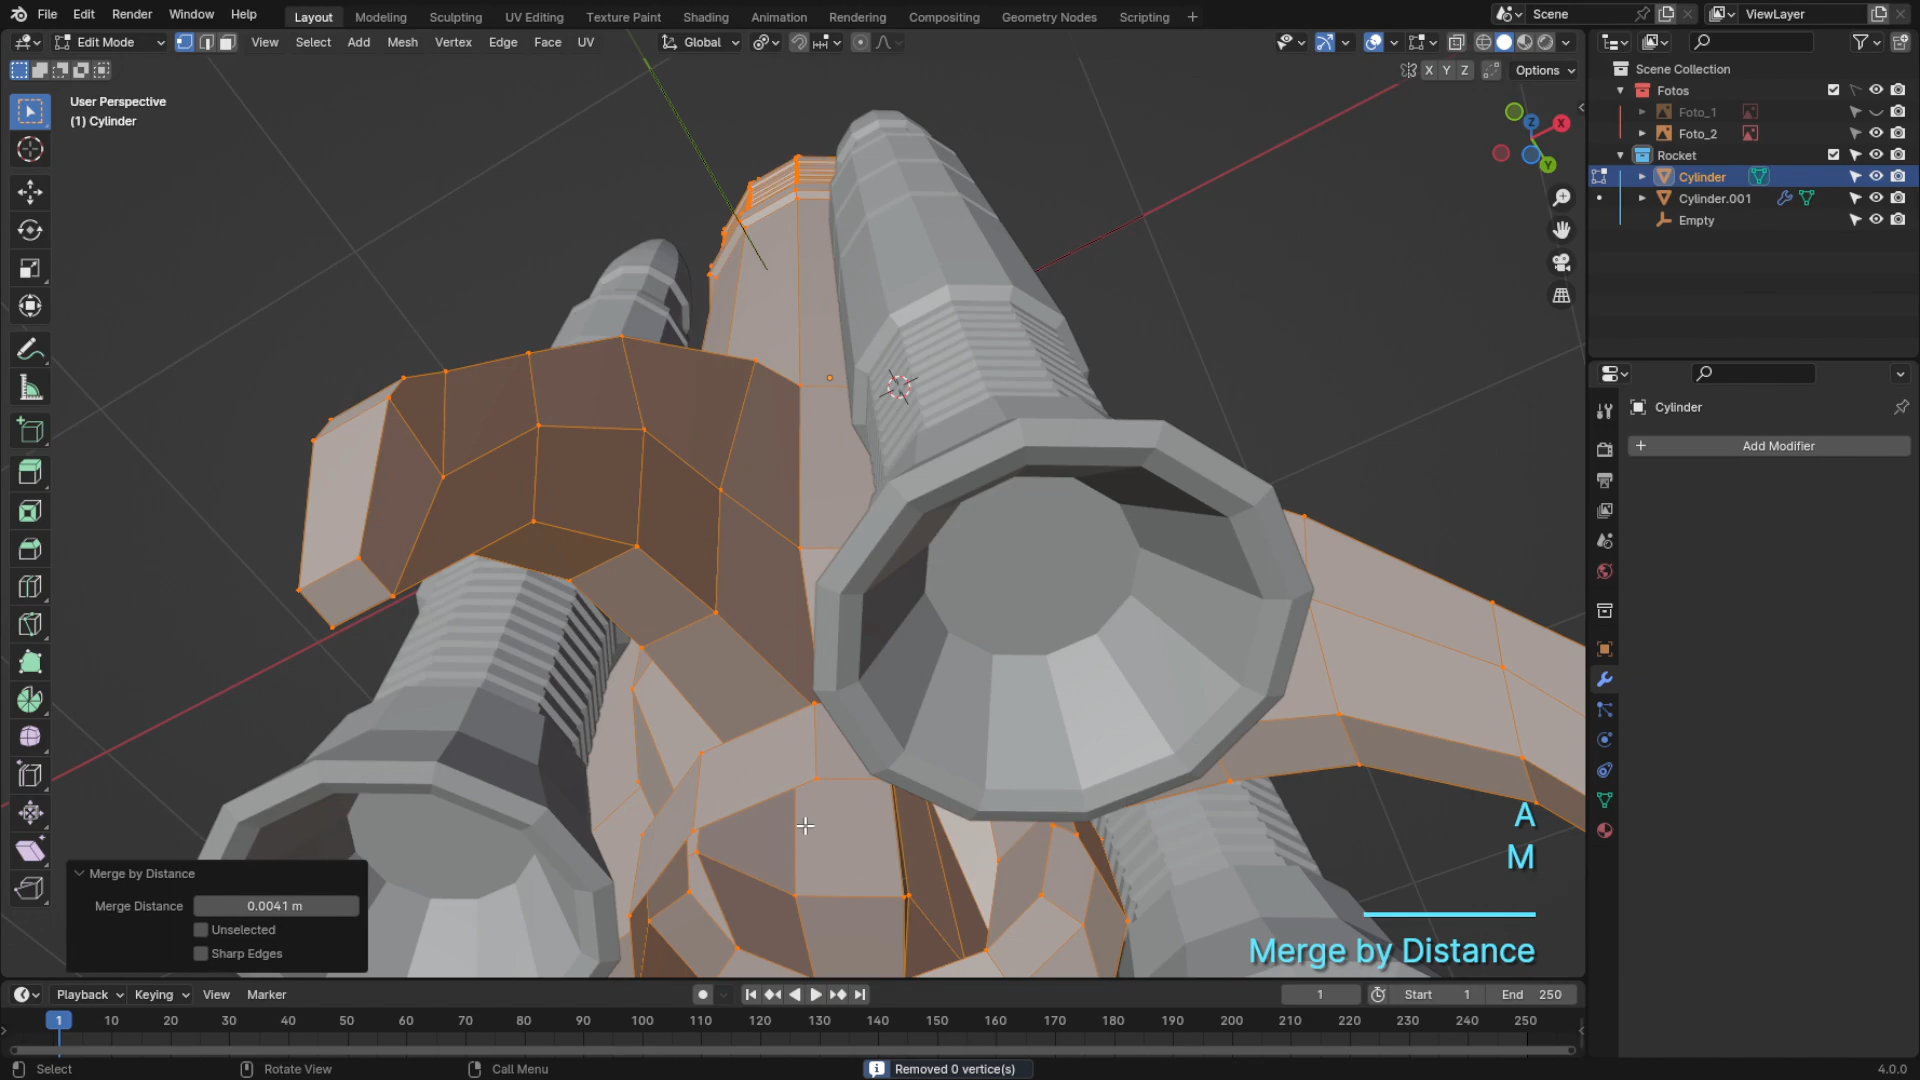 File Edit Render Window Help Layout Modeling Sculpting UV Editing Texture Paint Shading Animation Rendering Compositing Geometry Nodes Scripting + Scene ViewLayer
Edit Mode View Select Add Mesh Vertex Edge Face UV Global
X Y Z Options
User Perspective
(1) Cylinder
Z X Y
Scene Collection
Fotos
Foto_1
Foto_2
Rocket
Cylinder
Cylinder.001
Empty
Cylinder
+ Add Modifier
A
M
Merge by Distance
Merge by Distance
Merge Distance 0.0041 m
Unselected
Sharp Edges
Playback Keying View Marker 1 Start 1 End 250
1 10 20 30 40 50 60 70 80 90 100 110 120 130 140 150 160 170 180 190 200 210 220 230 240 250
Select Rotate View Call Menu Removed 0 vertice(s) 4.0.0